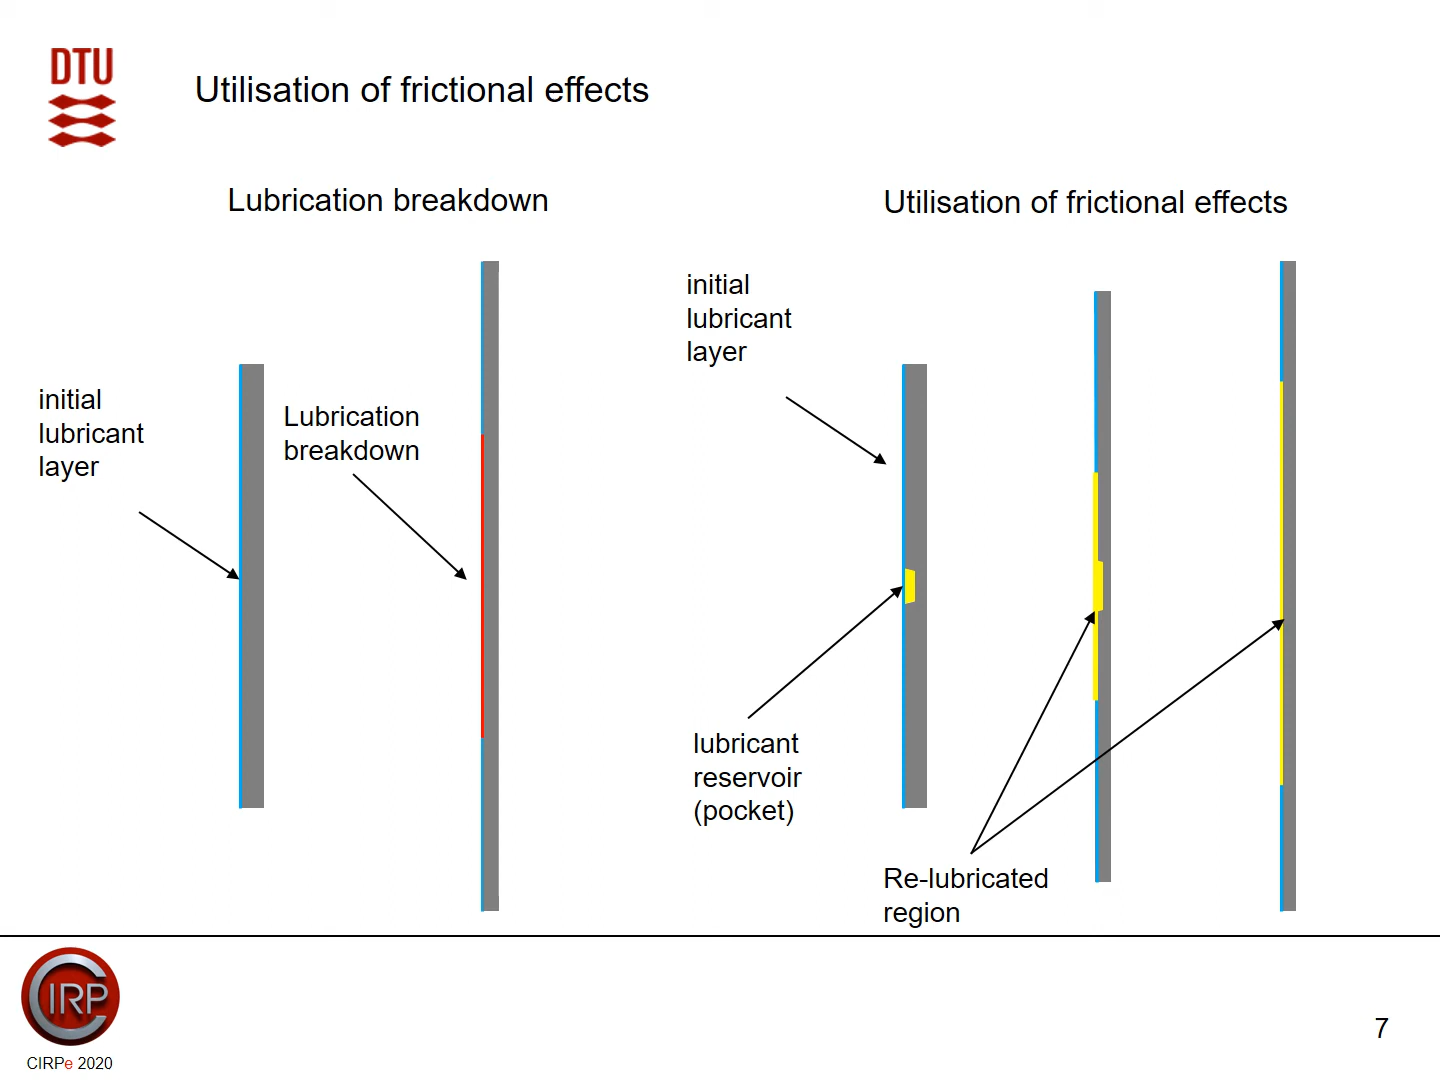 DTU
Utilisation of frictional effects
Lubrication breakdown
Utilisation of frictional effects
initial
lubricant
layer
Lubrication
breakdown
initial
lubricant
layer
lubricant
reservoir
(pocket)
Re-lubricated
region
CIRP
CIRPe 2020
7